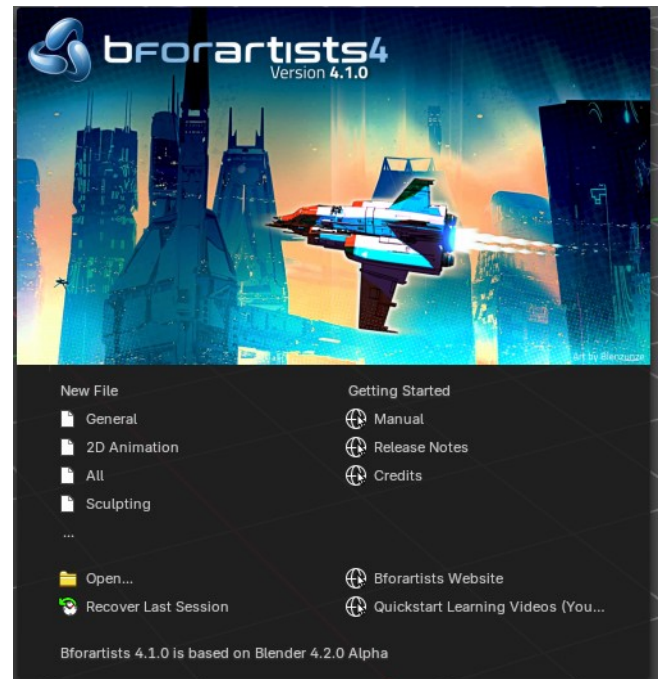 bforartists4
Version 4.1.0
Art by Blenzunze
New File
General
2D Animation
All
Sculpting
...
Open...
Recover Last Session
Getting Started
Manual
Release Notes
Credits
Bforartists Website
Quickstart Learning Videos (You...
Bforartists 4.1.0 is based on Blender 4.2.0 Alpha